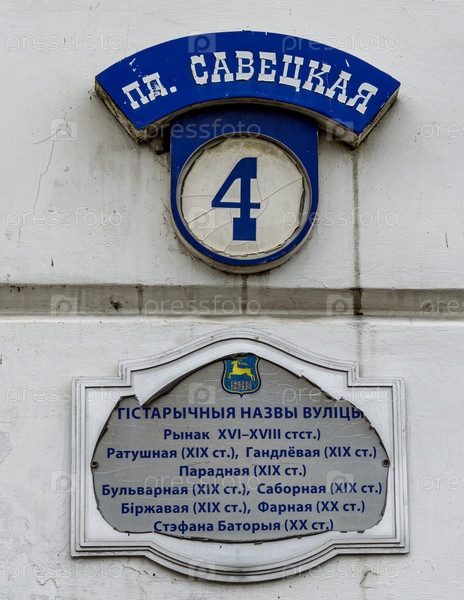 ПЛ. САВЕЦКАЯ
4
ГІСТАРЫЧНЫЯ НАЗВЫ ВУЛІЦЫ
Рынак XVI–XVIII стст.)
Ратушная (XIX ст.), Гандлёвая (XIX ст.)
Парадная (XIX ст.)
Бульварная (XIX ст.), Саборная (XIX ст.)
Біржавая (XIX ст.), Фарная (XX ст.)
Стэфана Баторыя (XX ст.)
pressfoto